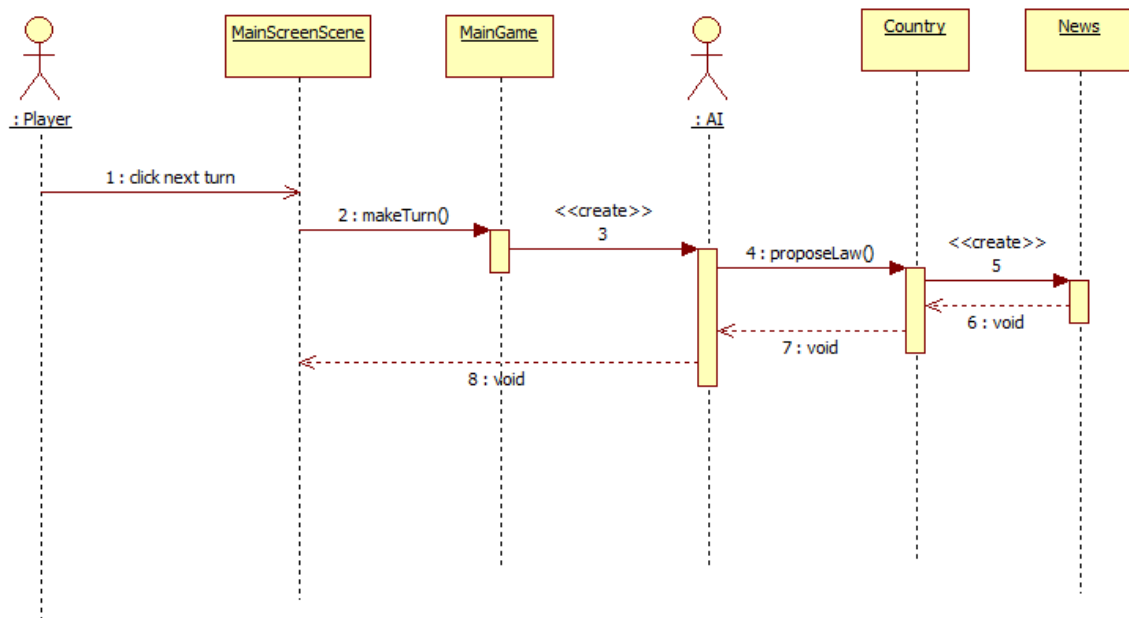 MainScreenScene
MainGame
Country
News
: Player
: AI
1 : click next turn
2 : makeTurn()
<<create>>
3
4 : proposeLaw()
<<create>>
5
6 : void
7 : void
8 : void